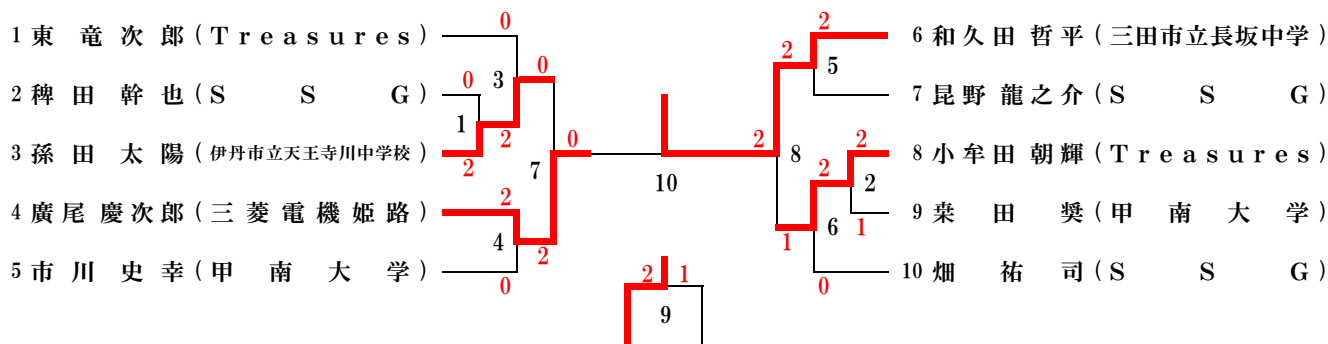 1 東 竜 次 郎 ( T r e a s u r e s )
2 稗 田 幹 也 ( S S G )
3 孫 田 太 陽 ( 伊丹市立天王寺川中学校 )
4 廣 尾 慶 次 郎 ( 三 菱 電 機 姫 路 )
5 市 川 史 幸 ( 甲 南 大 学 )
0
0
0
3
1
2
2
7
0
2
4
2
0
10
2 1
9
2
2
5
2
8
2
2
2
1
6
1
0
6 和 久 田 哲 平 ( 三田市立長坂中学 )
7 昆 野 龍 之 介 ( S S G )
8 小 牟 田 朝 輝 ( T r e a s u r e s )
9 桒 田 奨 ( 甲 南 大 学 )
10 畑 祐 司 ( S S G )